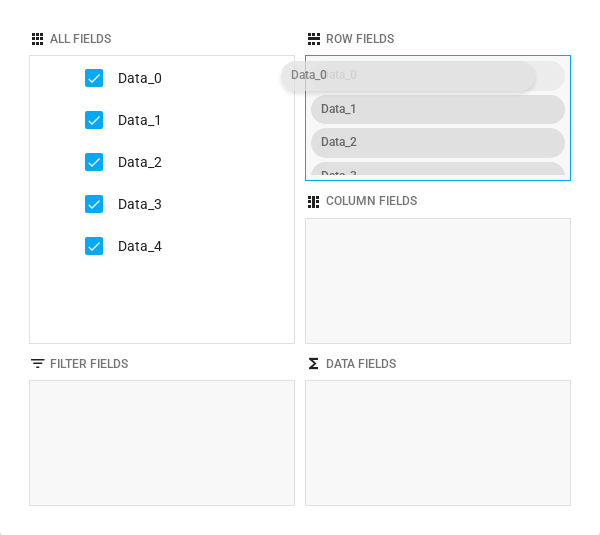 ALL FIELDS
Data_0
Data_1
Data_2
Data_3
Data_4
ROW FIELDS
Data_0
Data_0
Data_1
Data_2
Data_3
COLUMN FIELDS
FILTER FIELDS
DATA FIELDS